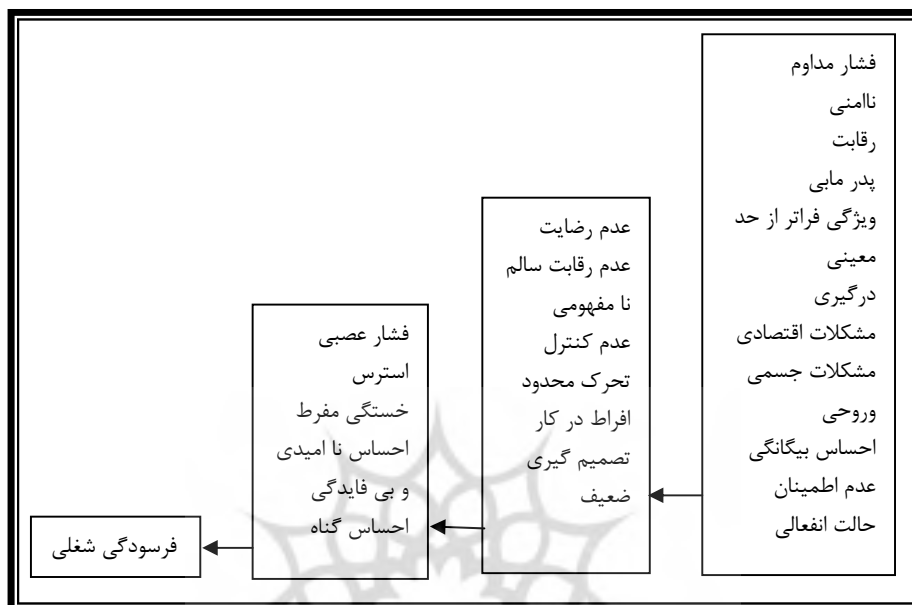 فشار مداوم
ناامنی
رقابت
پدر مابی
ویژگی فراتر از حد
معینی
درگیری
مشکلات اقتصادی
مشکلات جسمی
وروحی
احساس بیگانگی
عدم اطمینان
حالت انفعالی
عدم رضایت
عدم رقابت سالم
نا مفهومی
عدم کنترل
تحرک محدود
افراط در کار
تصمیم گیری
ضعیف
فشار عصبی
استرس
خستگی مفرط
احساس نا امیدی
و بی فایدگی
احساس گناه
فرسودگی شغلی